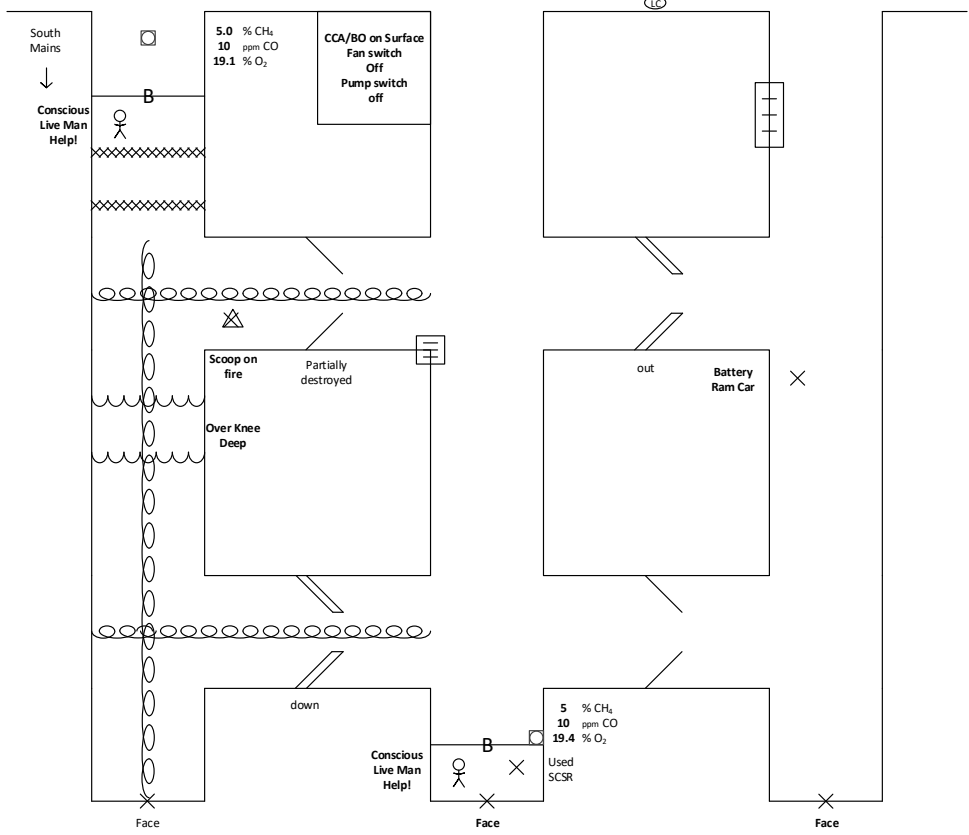 LC
South
Mains
5.0 % CH₄
10 ppm CO
19.1 % O₂
CCA/BO on Surface
Fan switch
Off
Pump switch
off
B
Conscious
Live Man
Help!
Scoop on
fire
Partially
destroyed
out
Battery
Ram Car
Over Knee
Deep
down
5 % CH₄
10 ppm CO
19.4 % O₂
B
Conscious
Live Man
Help!
Used
SCSR
Face
Face
Face